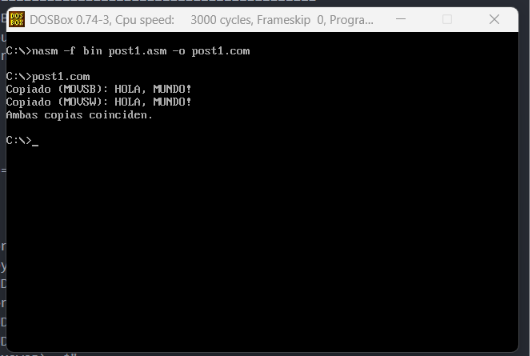 DOSBox 0.74-3, Cpu speed: 3000 cycles, Frameskip 0, Progra...
C:\>nasm -f bin post1.asm -o post1.com
C:\>post1.com
Copiado (MOVSB): HOLA, MUNDO!
Copiado (MOVSW): HOLA, MUNDO!
Ambas copias coinciden.
C:\>_